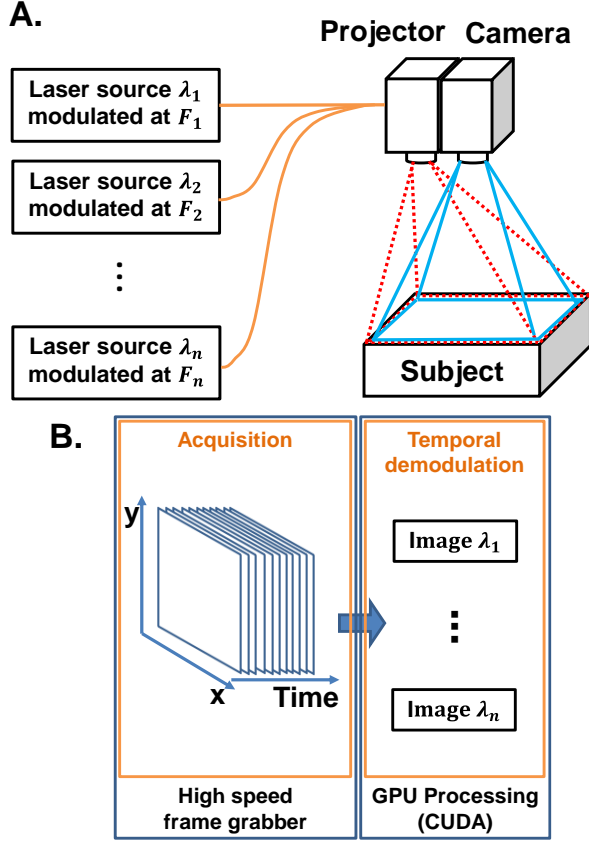 A.
Projector Camera
Laser source λ₁
modulated at F₁
Laser source λ₂
modulated at F₂
⋮
Laser source λₙ
modulated at Fₙ
Subject
B.
Acquisition
Temporal
demodulation
y
x
Time
Image λ₁
⋮
Image λₙ
High speed
frame grabber
GPU Processing
(CUDA)